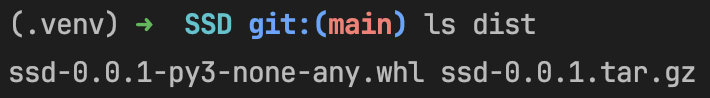 (.venv) ➜ SSD git:(main) ls dist
ssd-0.0.1-py3-none-any.whl ssd-0.0.1.tar.gz